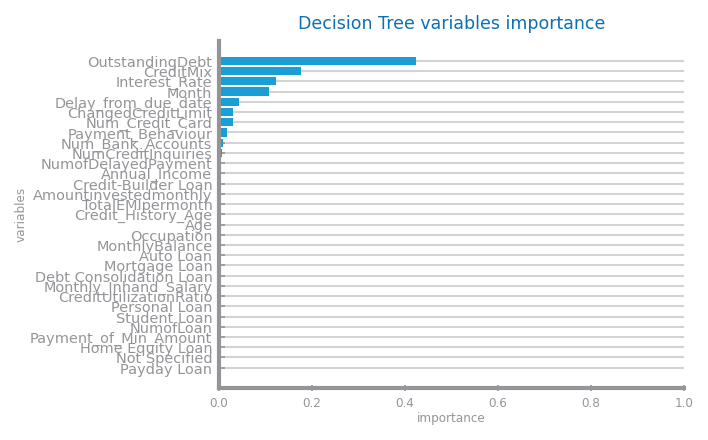 Decision Tree variables importance
OutstandingDebt
CreditMix
Interest_Rate
Month
Delay_from_due_date
ChangedCreditLimit
Num_Credit_Card
Payment_Behaviour
Num_Bank_Accounts
NumCreditInquiries
NumofDelayedPayment
Annual_Income
Credit-Builder Loan
Amountinvestedmonthly
TotalEMIpermonth
Credit_History_Age
Age
Occupation
MonthlyBalance
Auto Loan
Mortgage Loan
Debt Consolidation Loan
Monthly_Inhand_Salary
CreditUtilizationRatio
Personal Loan
Student Loan
NumofLoan
Payment_of_Min_Amount
Home Equity Loan
Not Specified
Payday Loan
variables
0.0 0.2 0.4 0.6 0.8 1.0
importance